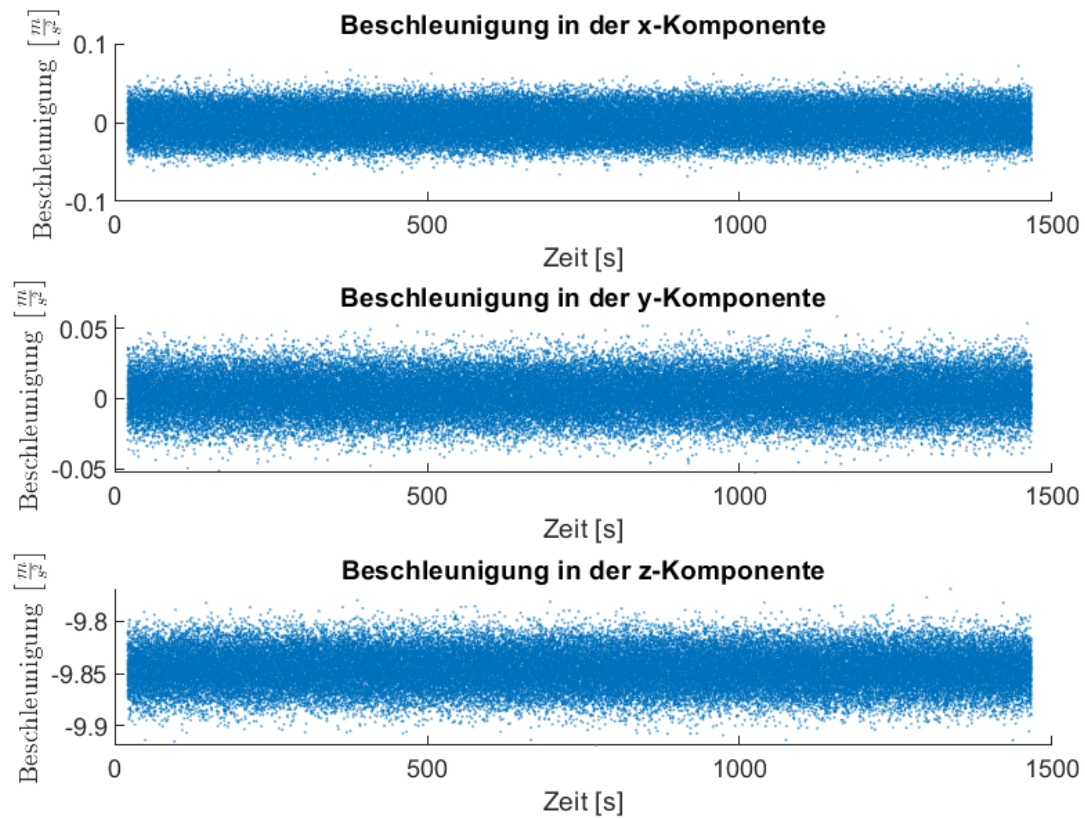 Beschleunigung in der x-Komponente
Beschleunigung [m/s²]
0.1
0
-0.1
0 500 1000 1500
Zeit [s]
Beschleunigung in der y-Komponente
Beschleunigung [m/s²]
0.05
0
-0.05
0 500 1000 1500
Zeit [s]
Beschleunigung in der z-Komponente
Beschleunigung [m/s²]
-9.8
-9.85
-9.9
0 500 1000 1500
Zeit [s]